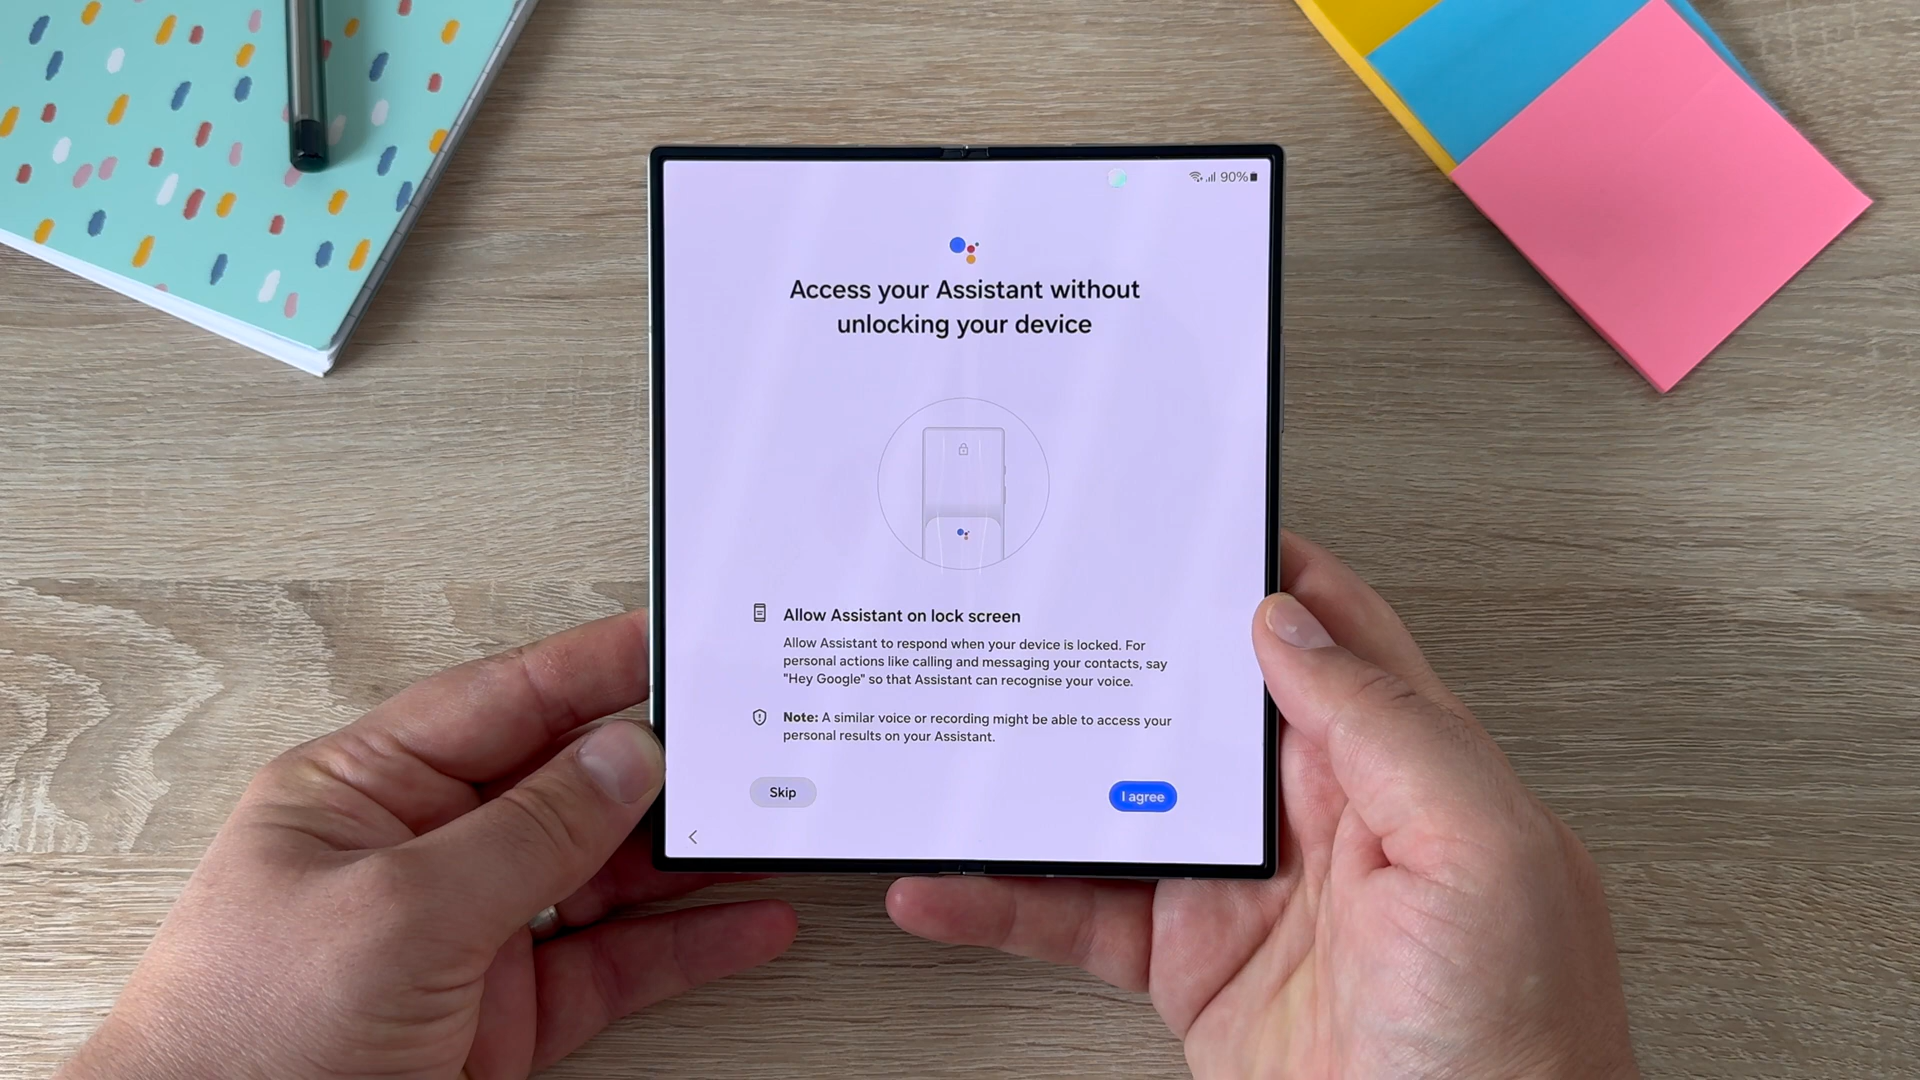 90%
Access your Assistant without
unlocking your device
Allow Assistant on lock screen
Allow Assistant to respond when your device is locked. For
personal actions like calling and messaging your contacts, say
"Hey Google" so that Assistant can recognise your voice.
Note: A similar voice or recording might be able to access your
personal results on your Assistant.
Skip
I agree